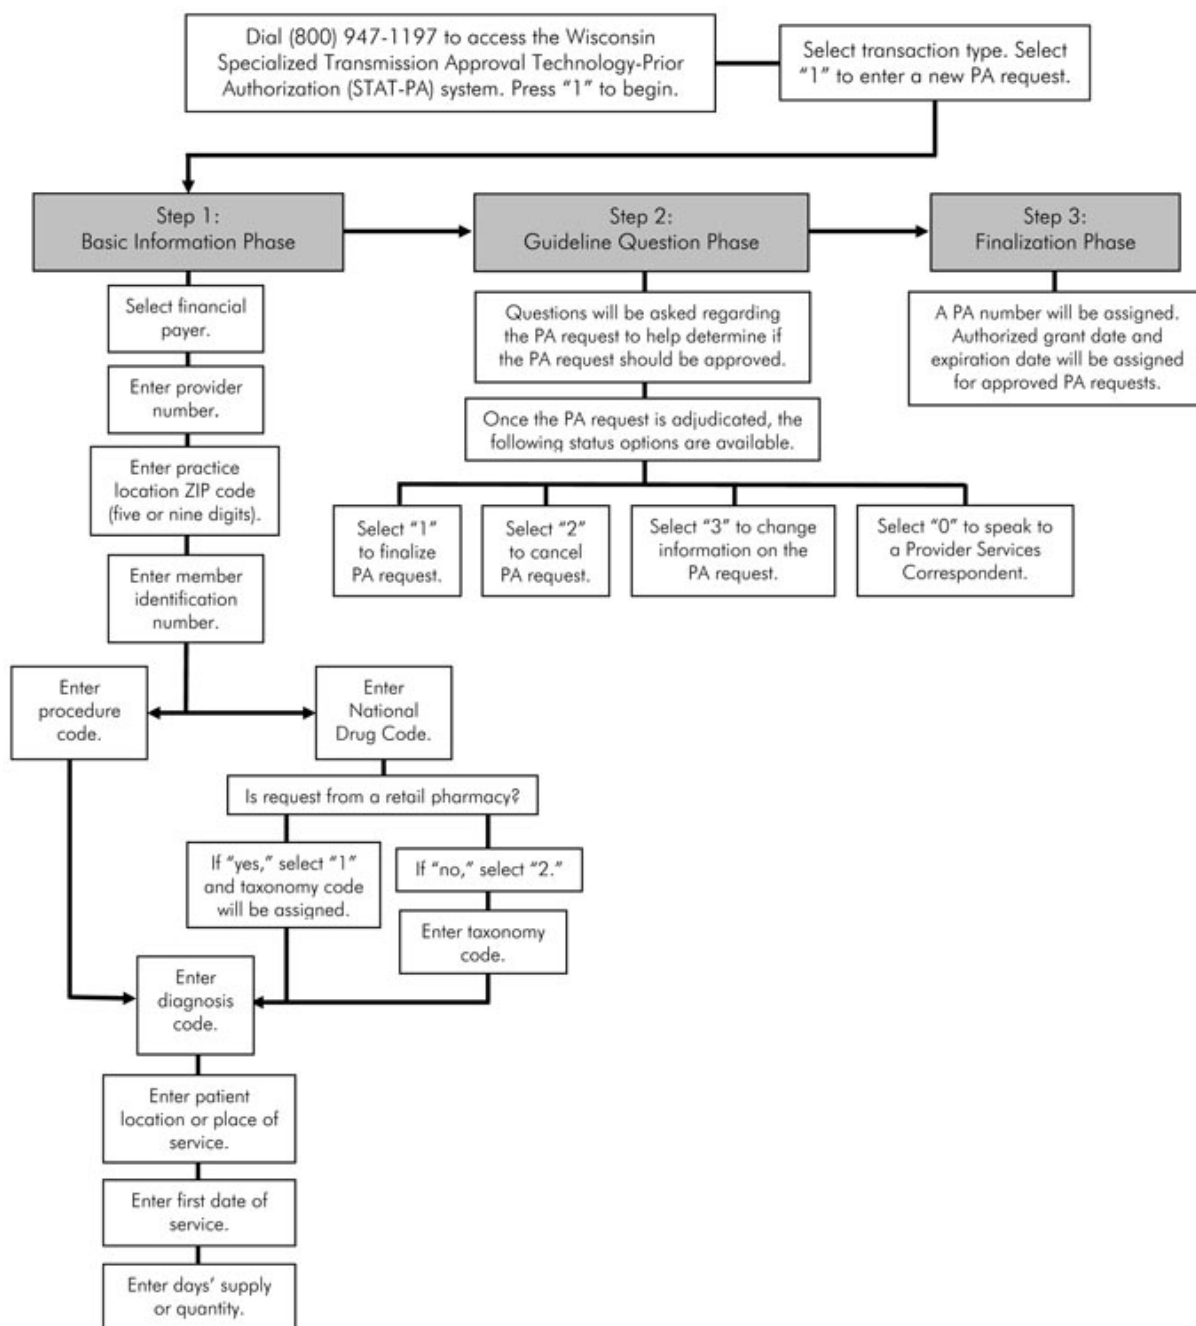 Dial (800) 947-1197 to access the Wisconsin
Specialized Transmission Approval Technology-Prior
Authorization (STAT-PA) system. Press “1” to begin.
Select transaction type. Select
“1” to enter a new PA request.
Step 1:
Basic Information Phase
Step 2:
Guideline Question Phase
Step 3:
Finalization Phase
Select financial
payer.
Enter provider
number.
Enter practice
location ZIP code
(five or nine digits).
Enter member
identification
number.
Questions will be asked regarding
the PA request to help determine if
the PA request should be approved.
Once the PA request is adjudicated, the
following status options are available.
Select “1”
to finalize
PA request.
Select “2”
to cancel
PA request.
Select “3” to change
information on the
PA request.
Select “0” to speak to
a Provider Services
Correspondent.
A PA number will be assigned.
Authorized grant date and
expiration date will be assigned
for approved PA requests.
Enter
procedure
code.
Enter
National
Drug Code.
Is request from a retail pharmacy?
If “yes,” select “1”
and taxonomy code
will be assigned.
If “no,” select “2.”
Enter taxonomy
code.
Enter
diagnosis
code.
Enter patient
location or place of
service.
Enter first date of
service.
Enter days’ supply
or quantity.